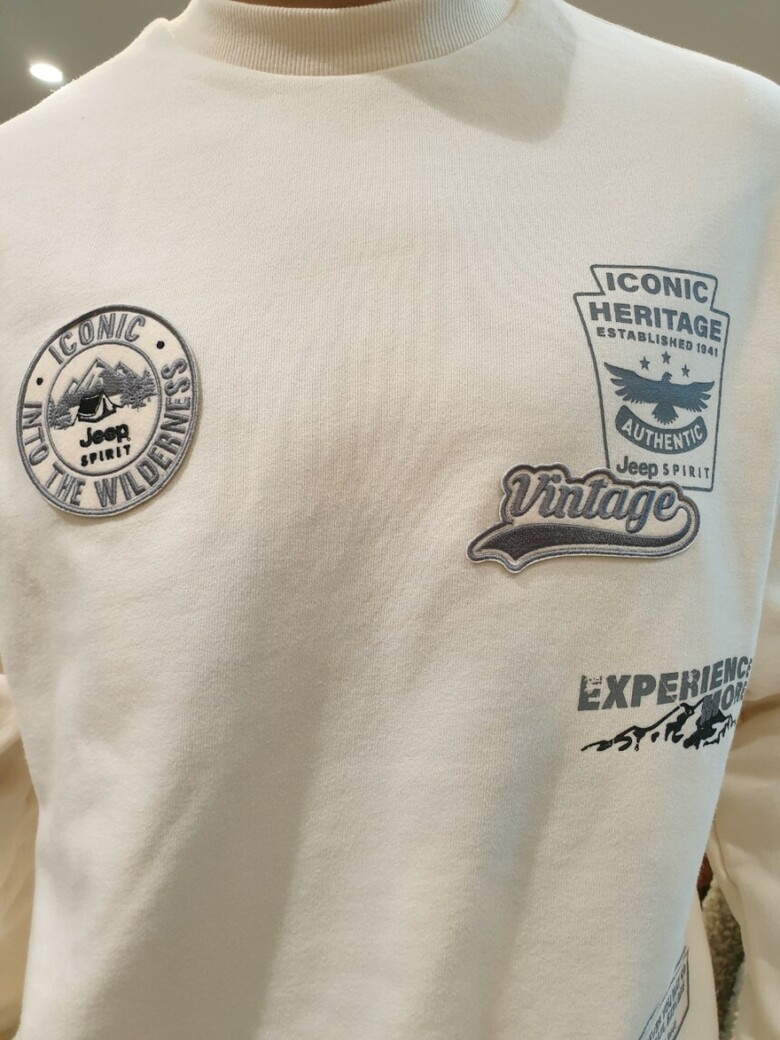 ICONIC
INTO THE WILDERNESS
Jeep
SPIRIT
ICONIC
HERITAGE
ESTABLISHED 1941
AUTHENTIC
Jeep SPIRIT
Vintage
EXPERIENCE
MORE